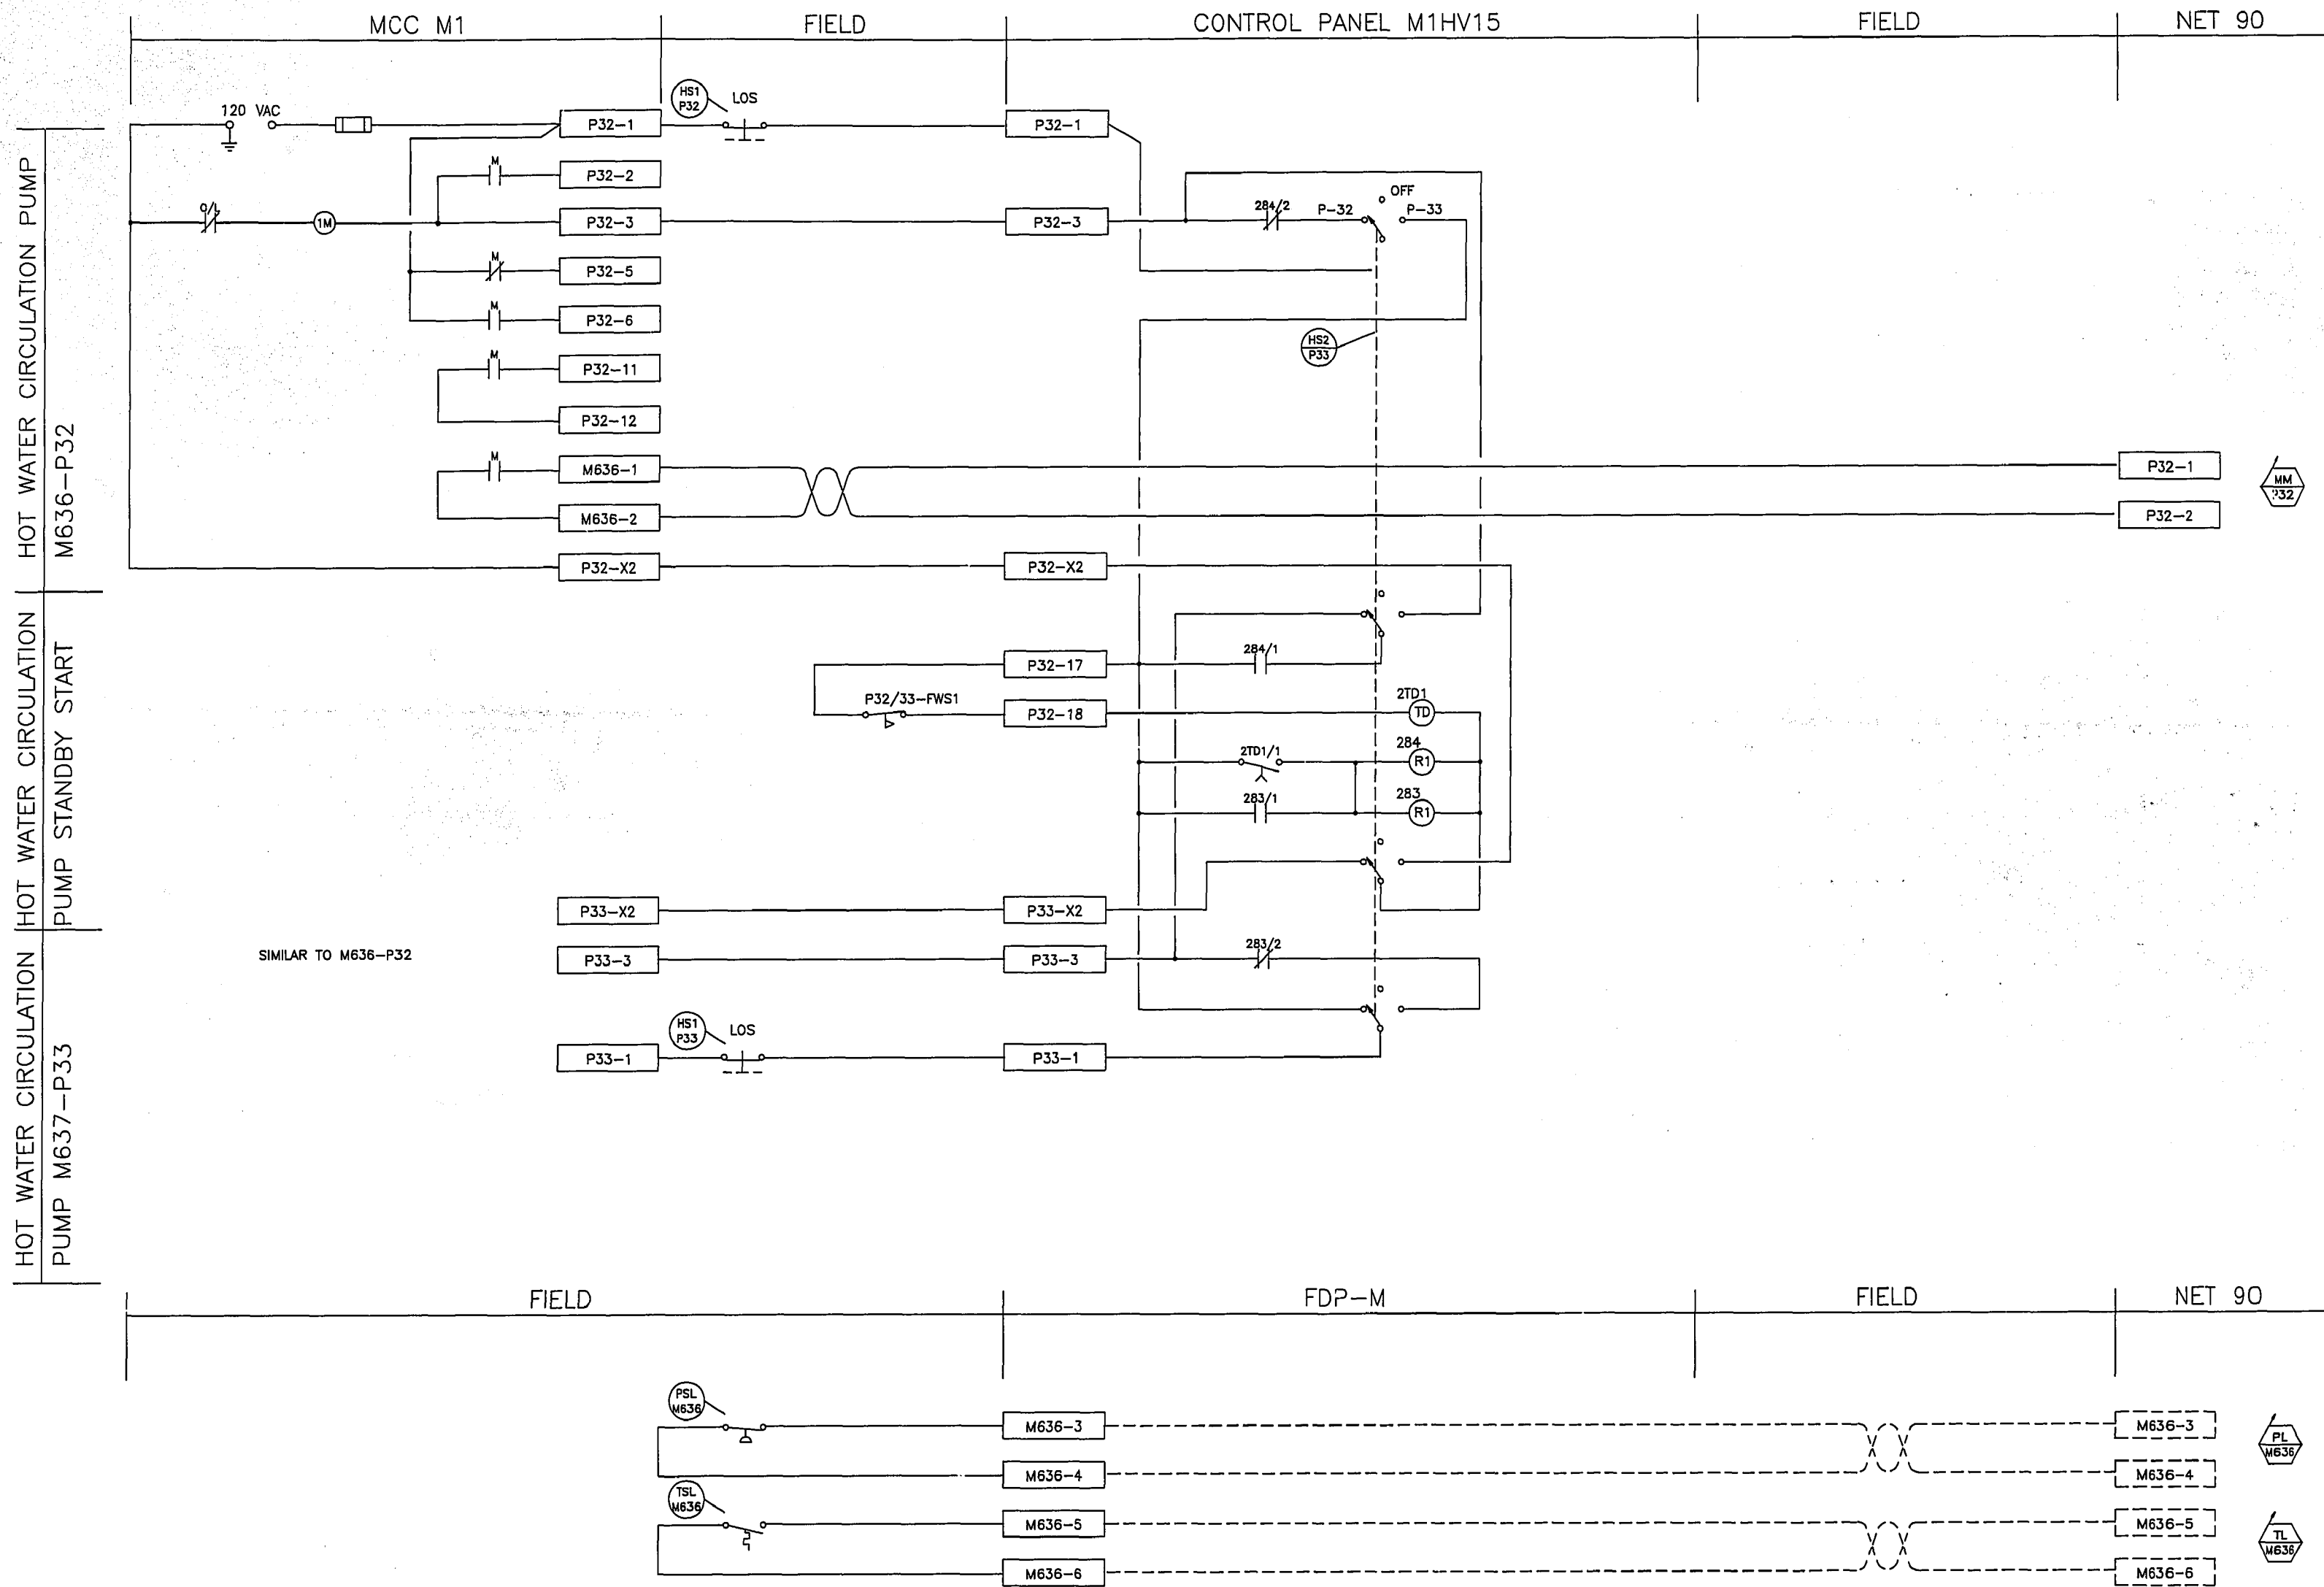 MCC M1
FIELD
CONTROL PANEL M1HV15
FIELD
NET 90
HOT WATER CIRCULATION PUMP
M636-P32
120 VAC
P32-1
HS1
P32
LOS
P32-1
M
P32-2
O/L
1M
P32-3
P32-3
284/2
P-32
OFF
P-33
M
P32-5
M
P32-6
HS2
P33
M
P32-11
P32-12
M
M636-1
M636-2
P32-1
P32-2
MM
P32
P32-X2
P32-X2
HOT WATER CIRCULATION
PUMP STANDBY START
P32-17
284/1
P32/33-FWS1
P32-18
2TD1
TD
2TD1/1
284
R1
283/1
283
R1
P33-X2
P33-X2
HOT WATER CIRCULATION
PUMP M637-P33
SIMILAR TO M636-P32
P33-3
P33-3
283/2
HS1
P33
LOS
P33-1
P33-1
FIELD
FDP-M
FIELD
NET 90
PSL
M636
M636-3
M636-3
PL
M636
M636-4
M636-4
TSL
M636
M636-5
M636-5
TL
M636
M636-6
M636-6